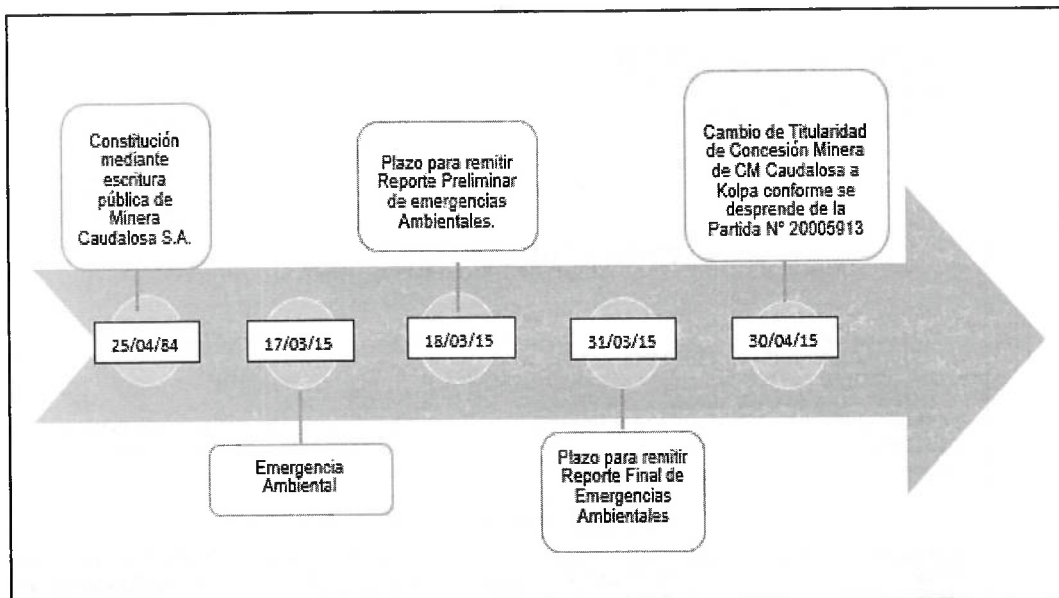 Constitución
mediante
escritura
pública de
Minera
Caudalosa S.A.
25/04/84
17/03/15
Emergencia
Ambiental
Plazo para remitir
Reporte Preliminar
de emergencias
Ambientales.
18/03/15
31/03/15
Plazo para remitir
Reporte Final de
Emergencias
Ambientales
Cambio de Titularidad
de Concesión Minera
de CM Caudalosa a
Kolpa conforme se
desprende de la
Partida Nº 20005913
30/04/15